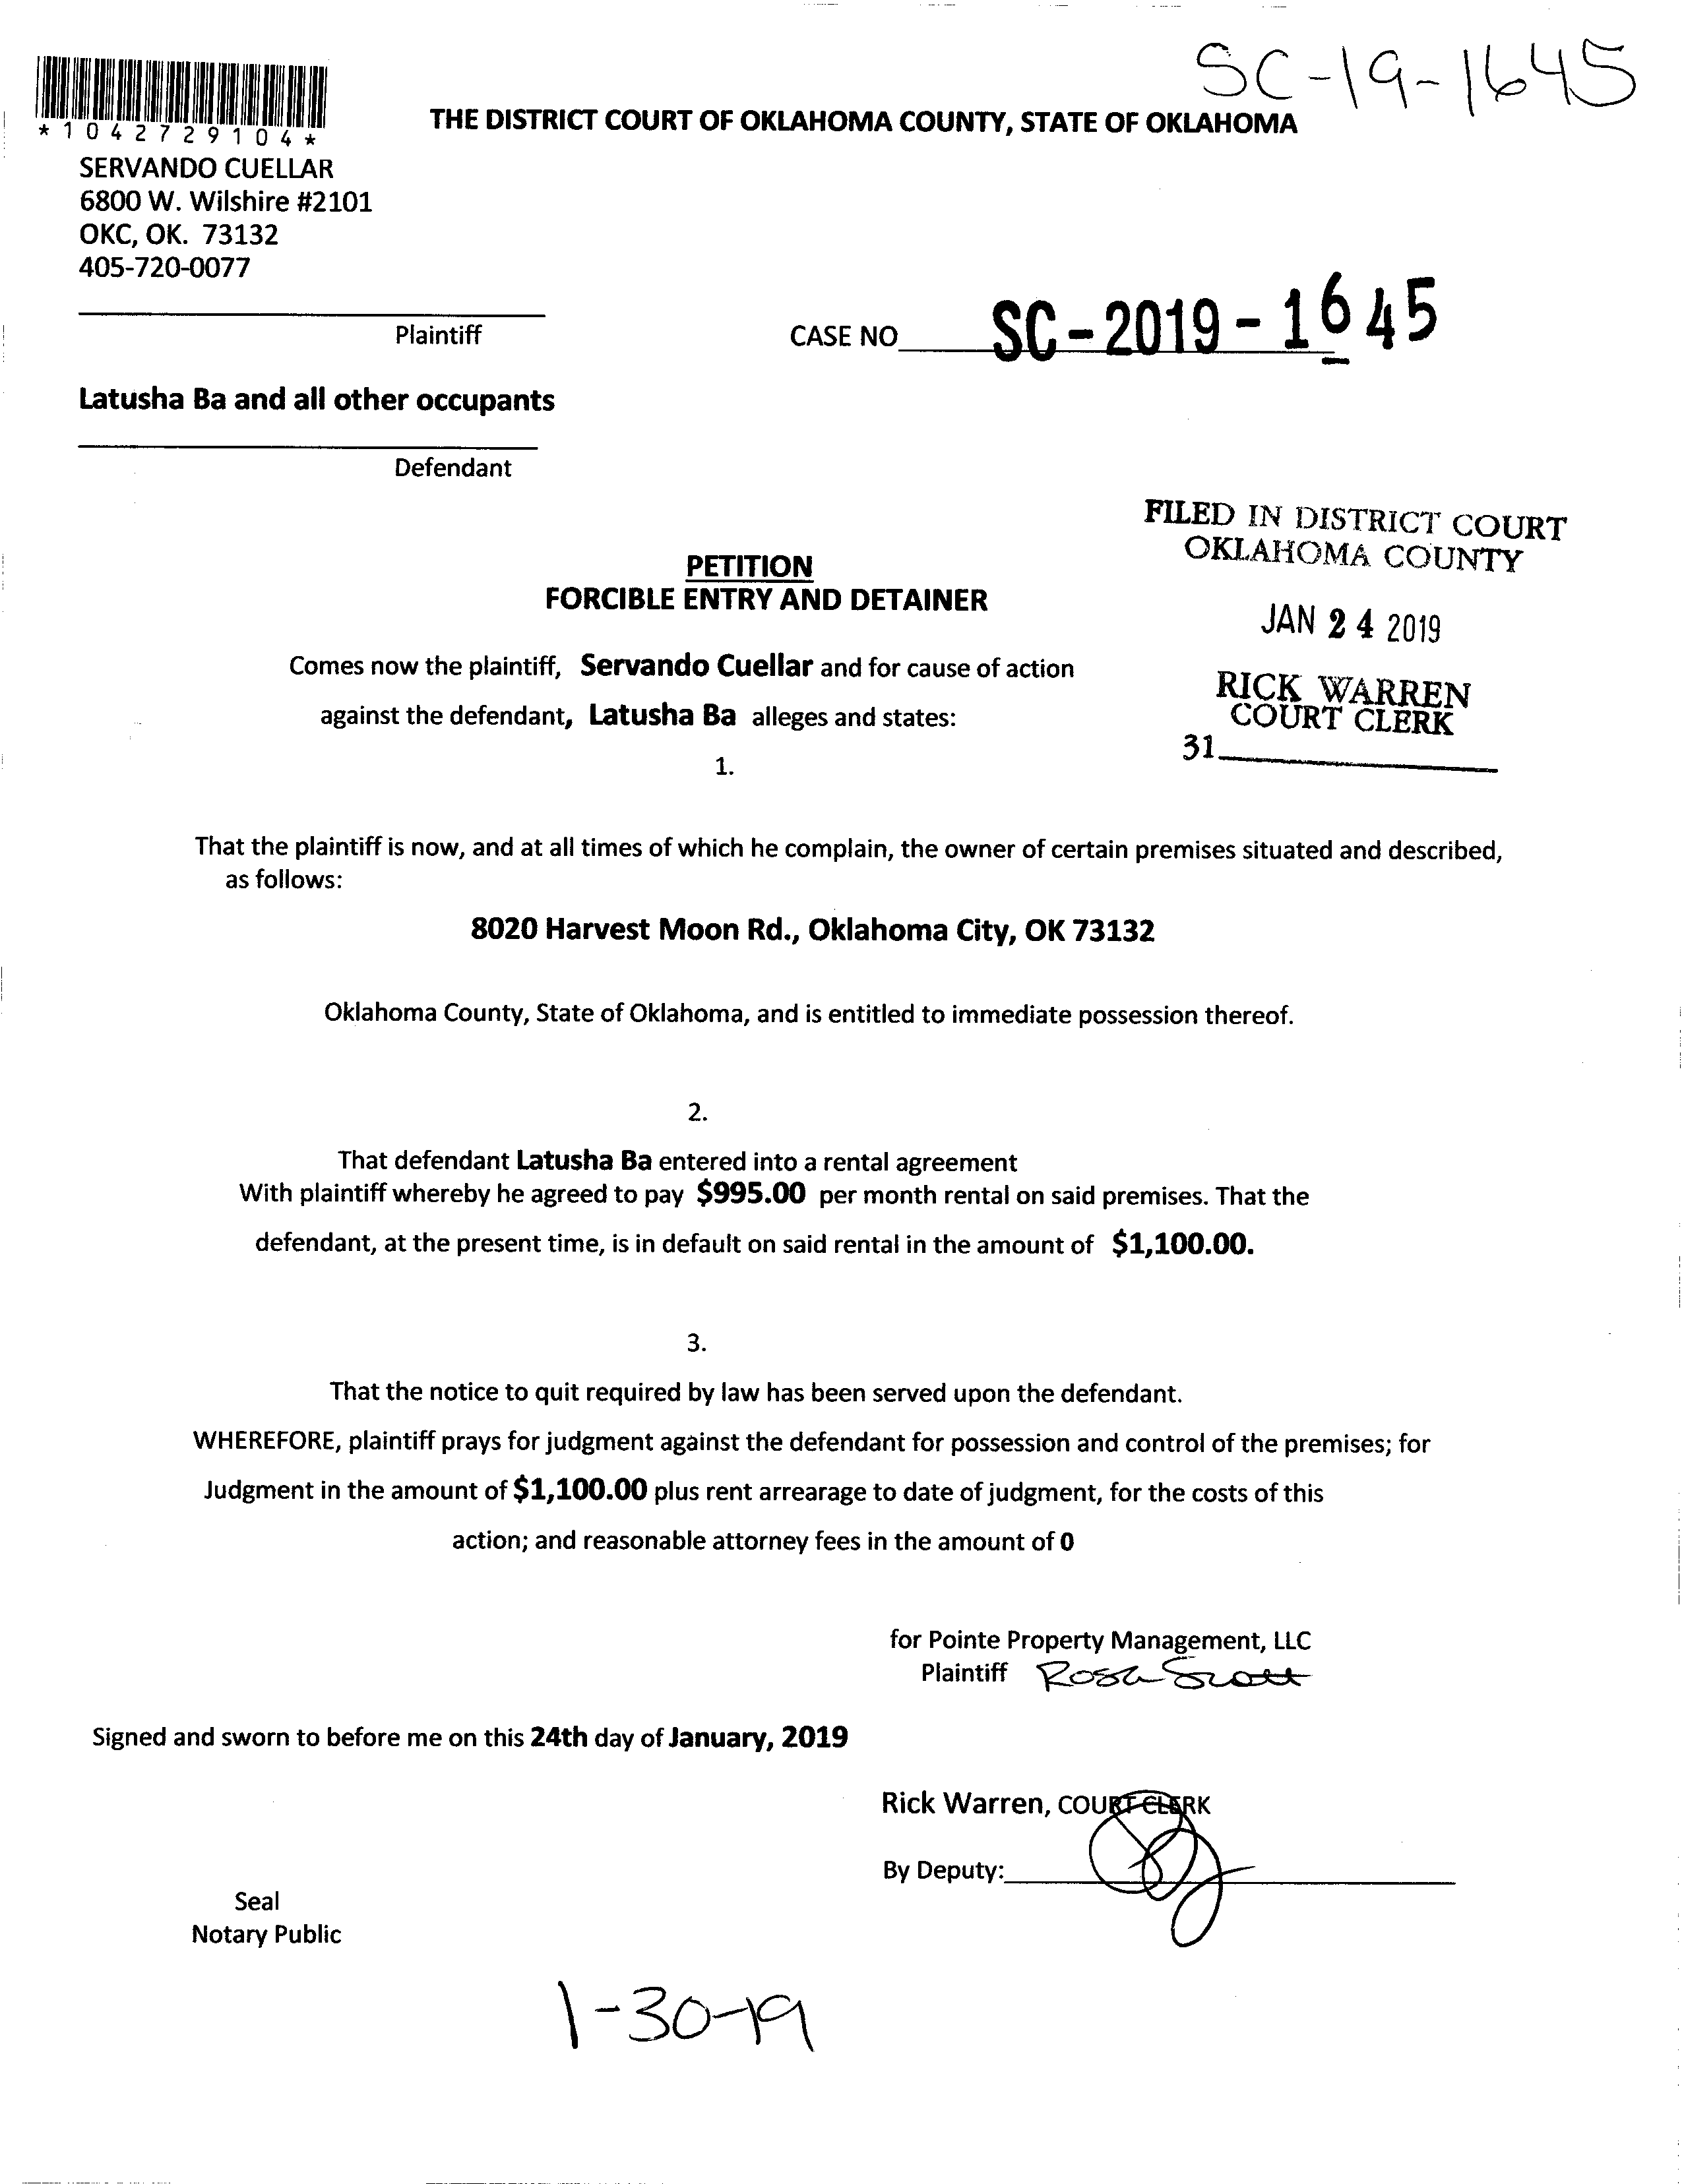 SC-19-1645
*1042729104*
THE DISTRICT COURT OF OKLAHOMA COUNTY, STATE OF OKLAHOMA
SERVANDO CUELLAR
6800 W. Wilshire #2101
OKC, OK. 73132
405-720-0077
Plaintiff
CASE NO SC-2019-1645
Latusha Ba and all other occupants
Defendant
FILED IN DISTRICT COURT
OKLAHOMA COUNTY
JAN 24 2019
RICK WARREN
COURT CLERK
31
PETITION
FORCIBLE ENTRY AND DETAINER
Comes now the plaintiff, Servando Cuellar and for cause of action
against the defendant, Latusha Ba alleges and states:
1.
That the plaintiff is now, and at all times of which he complain, the owner of certain premises situated and described,
as follows:
8020 Harvest Moon Rd., Oklahoma City, OK 73132
Oklahoma County, State of Oklahoma, and is entitled to immediate possession thereof.
2.
That defendant Latusha Ba entered into a rental agreement
With plaintiff whereby he agreed to pay $995.00 per month rental on said premises. That the
defendant, at the present time, is in default on said rental in the amount of $1,100.00.
3.
That the notice to quit required by law has been served upon the defendant.
WHEREFORE, plaintiff prays for judgment against the defendant for possession and control of the premises; for
Judgment in the amount of $1,100.00 plus rent arrearage to date of judgment, for the costs of this
action; and reasonable attorney fees in the amount of 0
for Pointe Property Management, LLC
Plaintiff Rosa Scott
Signed and sworn to before me on this 24th day of January, 2019
Rick Warren, COURT CLERK
By Deputy:
Seal
Notary Public
1-30-19